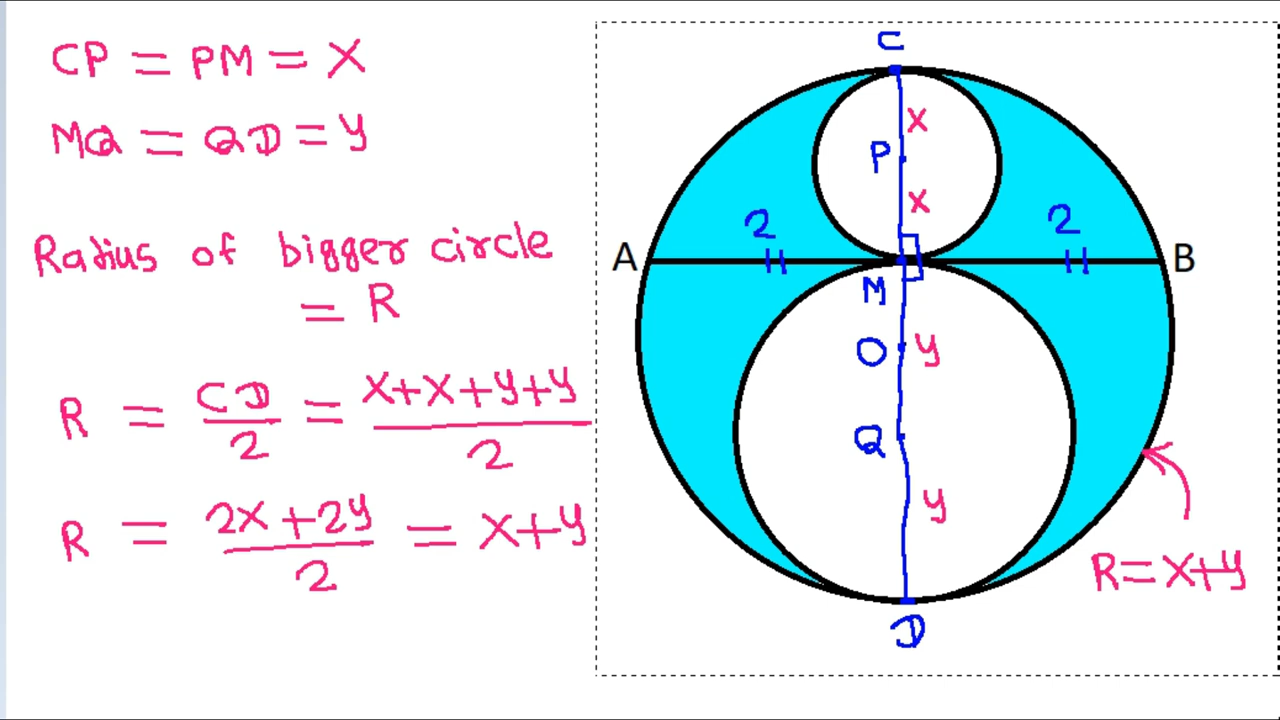 CP = PM = x
MQ = QD = y
Radius of bigger circle
= R
R = CD/2 = x+x+y+y/2
R = 2x+2y/2 = x+y
C
x
P
x
2 2
A B
M
O y
Q
y
R=x+y
D